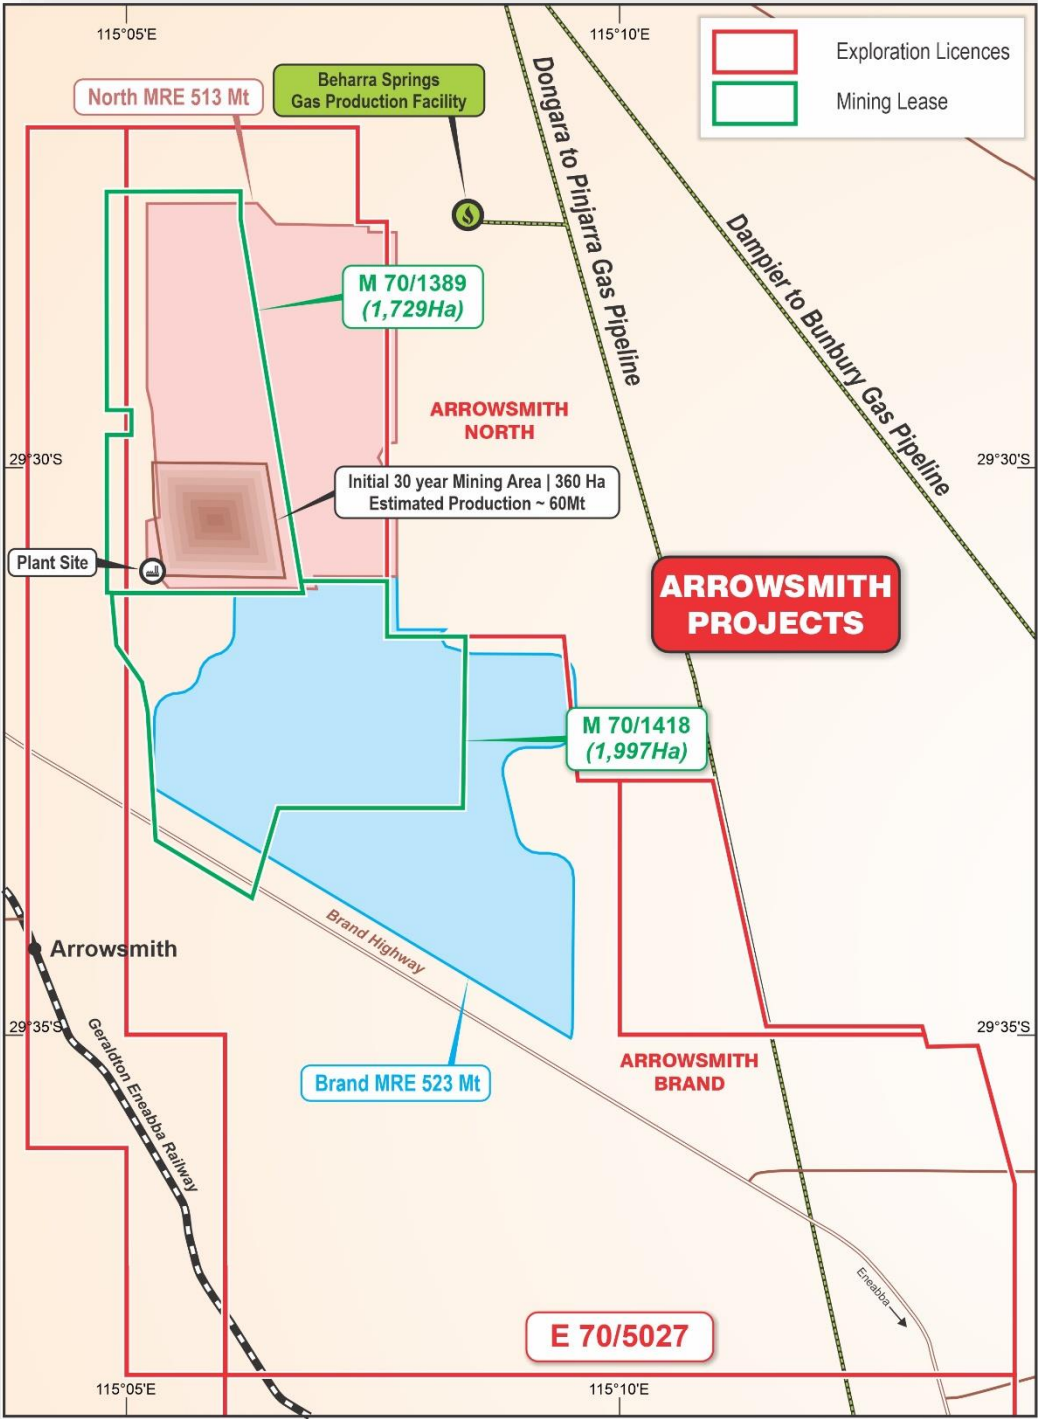 115°05'E
115°10'E
Exploration Licences
Mining Lease
Beharra Springs
Gas Production Facility
North MRE 513 Mt
Dongara to Pinjarra Gas Pipeline
Dampier to Bunbury Gas Pipeline
M 70/1389
(1,729Ha)
ARROWSMITH
NORTH
29°30'S
29°30'S
Initial 30 year Mining Area | 360 Ha
Estimated Production ~ 60Mt
Plant Site
ARROWSMITH
PROJECTS
M 70/1418
(1,997Ha)
Brand Highway
Arrowsmith
29°35'S
29°35'S
Geraldton Eneabba Railway
Brand MRE 523 Mt
ARROWSMITH
BRAND
Eneabba
E 70/5027
115°05'E
115°10'E